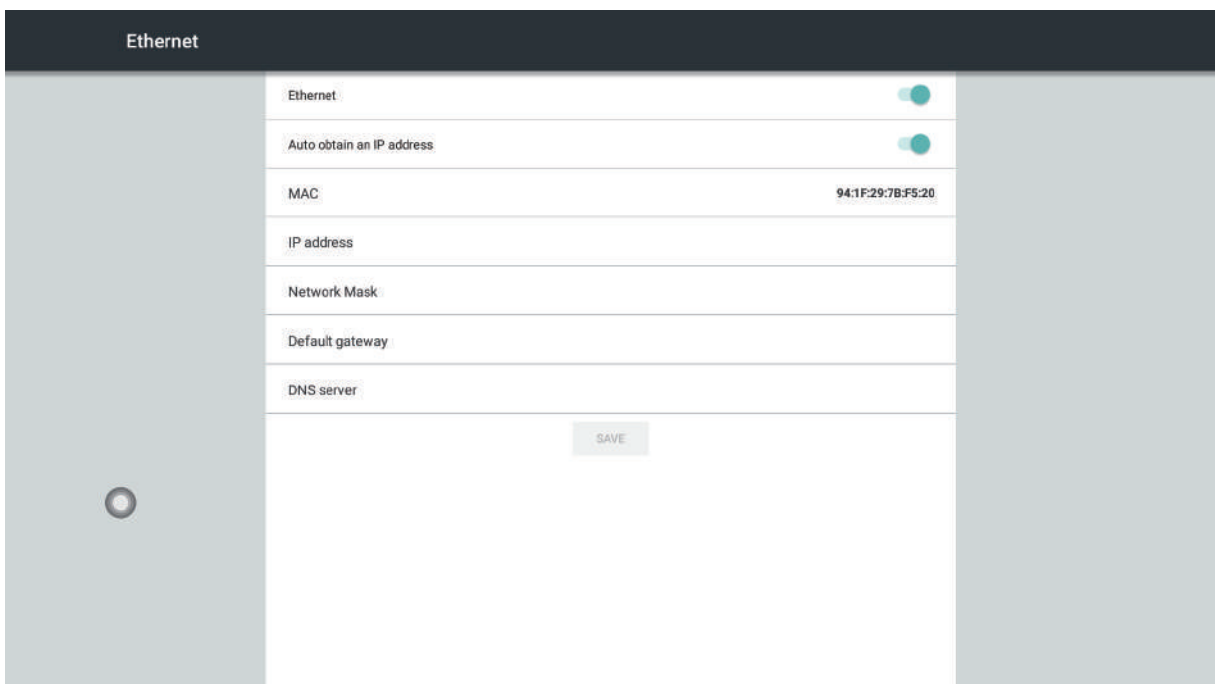 Ethernet
Ethernet
Auto obtain an IP address
MAC 94:1F:29:7B:F5:20
IP address
Network Mask
Default gateway
DNS server
SAVE